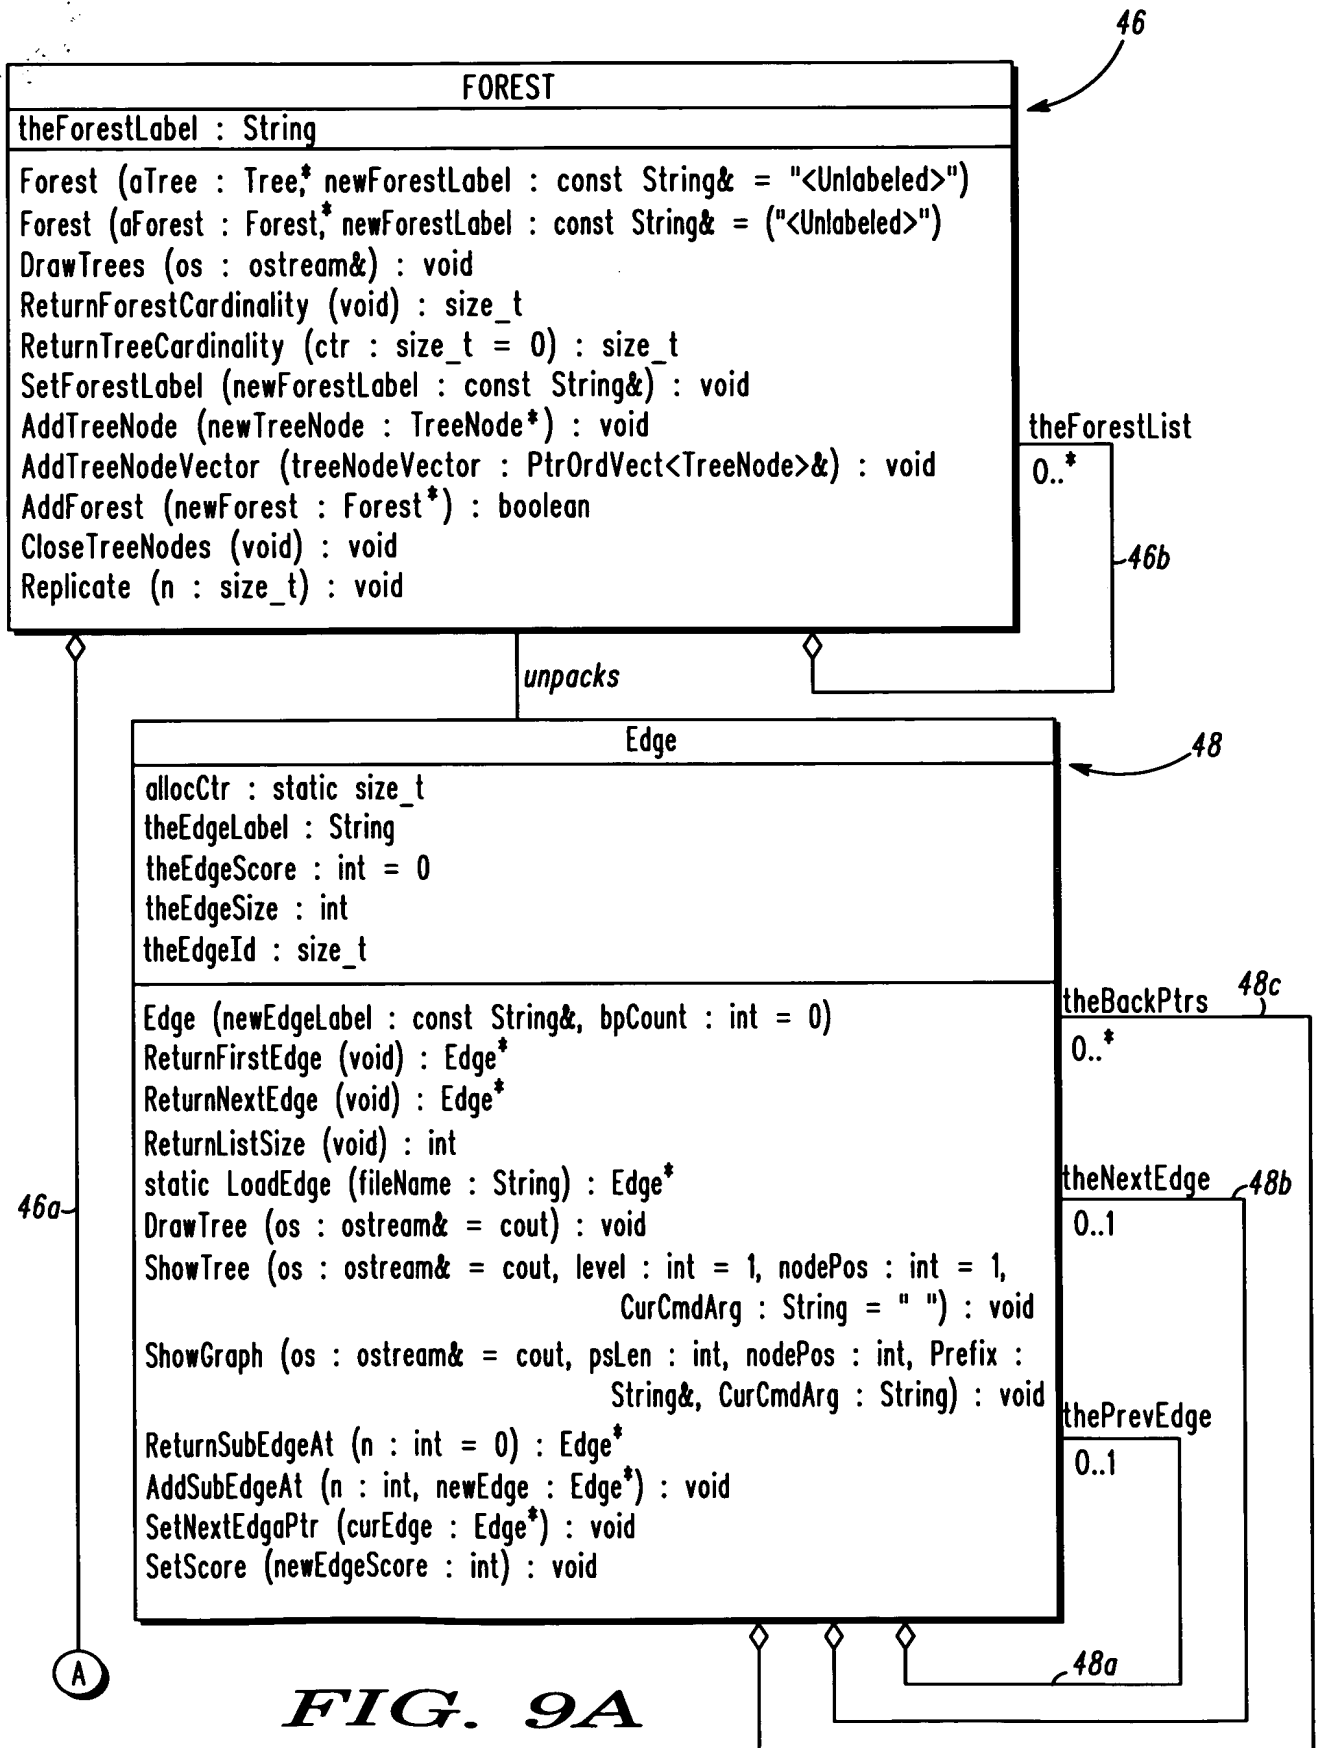 46
FOREST
theForestLabel : String
Forest (aTree : Tree,* newForestLabel : const String& = "<Unlabeled>")
Forest (aForest : Forest,* newForestLabel : const String& = ("<Unlabeled>")
DrawTrees (os : ostream&) : void
ReturnForestCardinality (void) : size_t
ReturnTreeCardinality (ctr : size_t = 0) : size_t
SetForestLabel (newForestLabel : const String&) : void
AddTreeNode (newTreeNode : TreeNode*) : void
AddTreeNodeVector (treeNodeVector : PtrOrdVect<TreeNode>&) : void
AddForest (newForest : Forest*) : boolean
CloseTreeNodes (void) : void
Replicate (n : size_t) : void
theForestList
0..*
46b
unpacks
Edge
48
allocCtr : static size_t
theEdgeLabel : String
theEdgeScore : int = 0
theEdgeSize : int
theEdgeId : size_t
Edge (newEdgeLabel : const String&, bpCount : int = 0)
ReturnFirstEdge (void) : Edge*
ReturnNextEdge (void) : Edge*
ReturnListSize (void) : int
static LoadEdge (fileName : String) : Edge*
DrawTree (os : ostream& = cout) : void
ShowTree (os : ostream& = cout, level : int = 1, nodePos : int = 1,
CurCmdArg : String = " ") : void
ShowGraph (os : ostream& = cout, psLen : int, nodePos : int, Prefix :
String&, CurCmdArg : String) : void
ReturnSubEdgeAt (n : int = 0) : Edge*
AddSubEdgeAt (n : int, newEdge : Edge*) : void
SetNextEdgaPtr (curEdge : Edge*) : void
SetScore (newEdgeScore : int) : void
theBackPtrs
48c
0..*
theNextEdge
48b
0..1
thePrevEdge
0..1
46a
48a
A
FIG. 9A